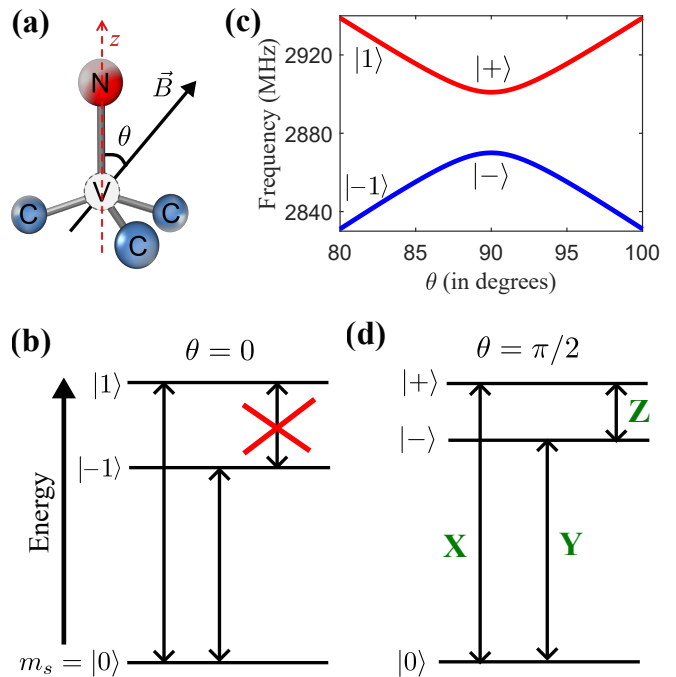 (a)
z
N
B⃗
θ
V
C
C
C
(c)
Frequency (MHz)
2920
2880
2840
|1⟩
|+⟩
|−1⟩
|−⟩
80
85
90
95
100
θ (in degrees)
(b)
θ = 0
Energy
|1⟩
|−1⟩
m_s = |0⟩
(d)
θ = π/2
|+⟩
|−⟩
Z
X
Y
|0⟩